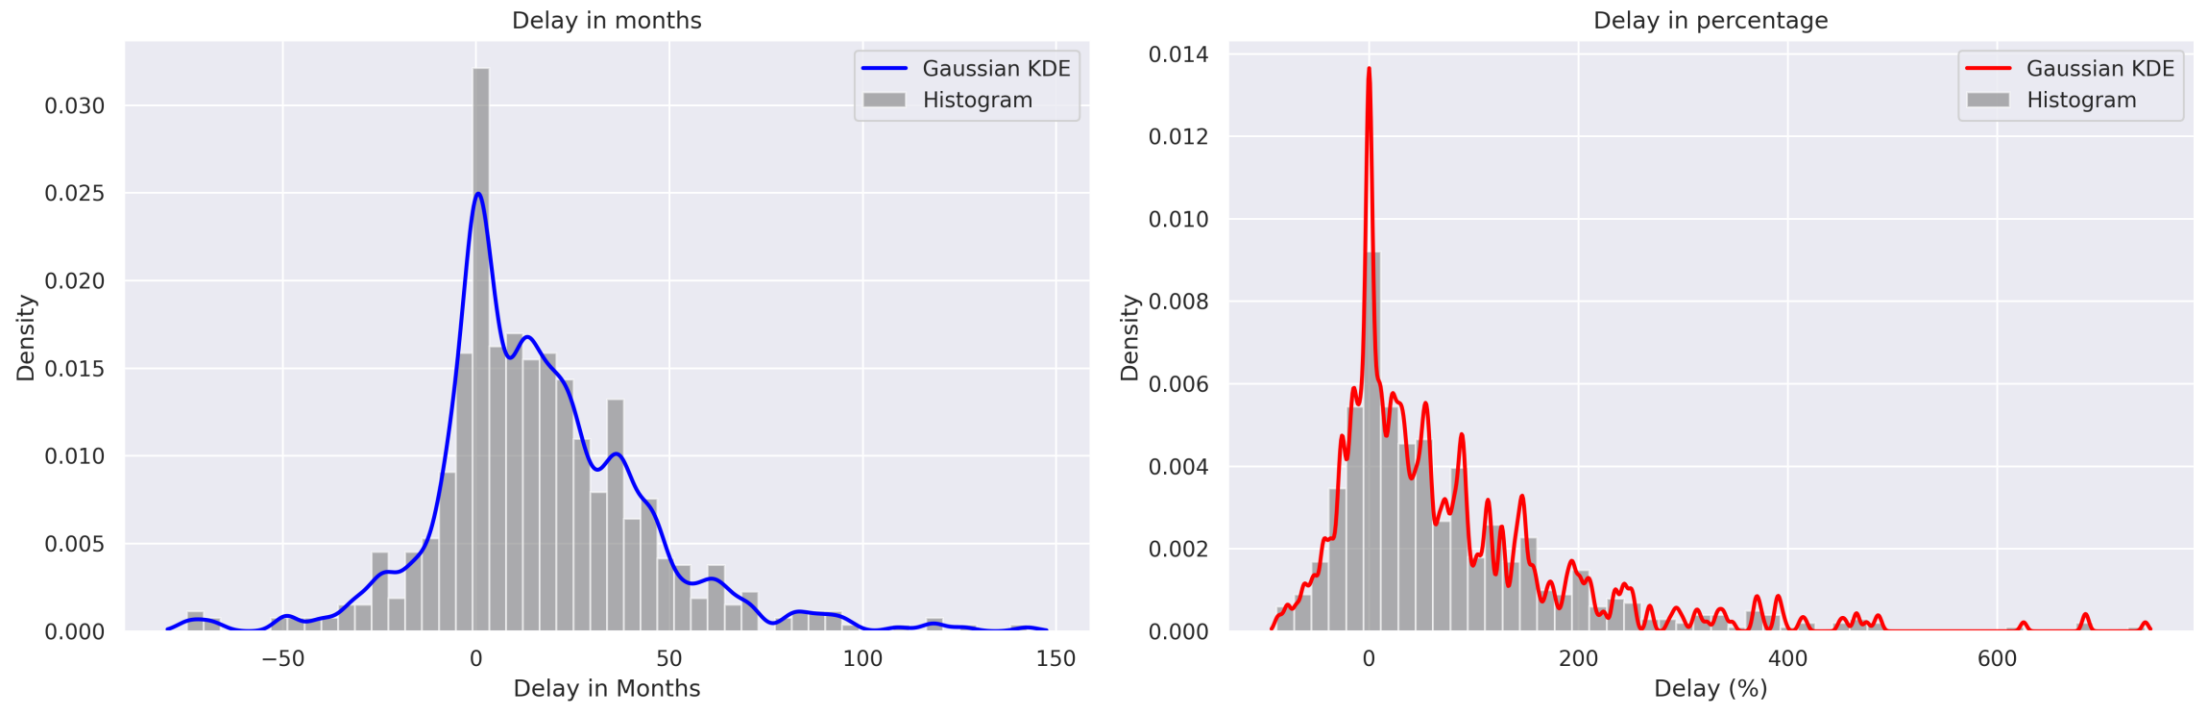 Delay in months
Gaussian KDE
Histogram
0.030
0.025
0.020
0.015
0.010
0.005
0.000
Density
−50
0
50
100
150
Delay in Months
Delay in percentage
Gaussian KDE
Histogram
0.014
0.012
0.010
0.008
0.006
0.004
0.002
0.000
Density
0
200
400
600
Delay (%)